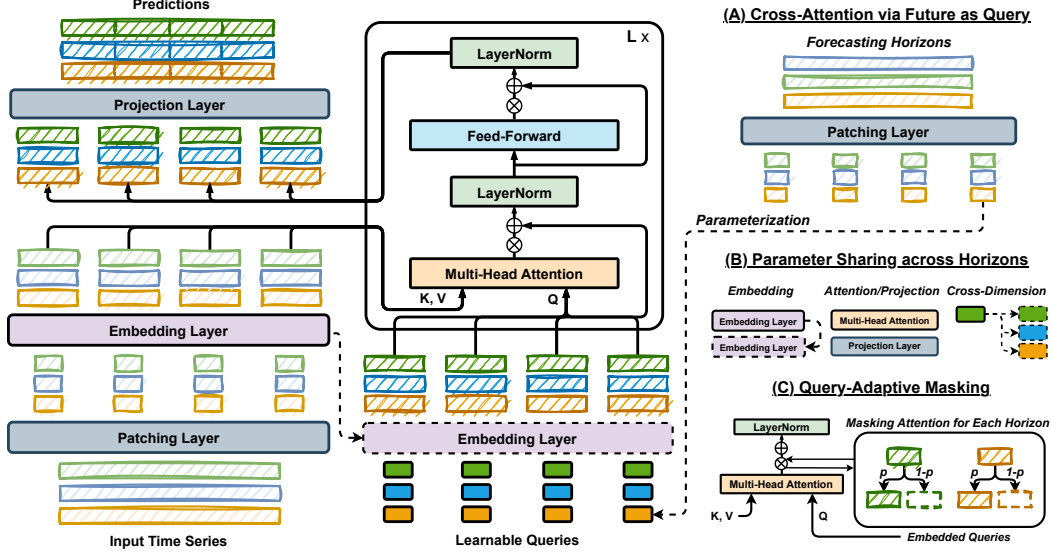 Predictions
Projection Layer
Embedding Layer
Patching Layer
Input Time Series
L x
LayerNorm
Feed-Forward
LayerNorm
Multi-Head Attention
K, V
Q
Embedding Layer
Learnable Queries
(A) Cross-Attention via Future as Query
Forecasting Horizons
Patching Layer
Parameterization
(B) Parameter Sharing across Horizons
Embedding
Attention/Projection
Cross-Dimension
Embedding Layer
Multi-Head Attention
Embedding Layer
Projection Layer
(C) Query-Adaptive Masking
LayerNorm
Masking Attention for Each Horizon
p
1-p
p
1-p
Multi-Head Attention
K, V
Q
Embedded Queries